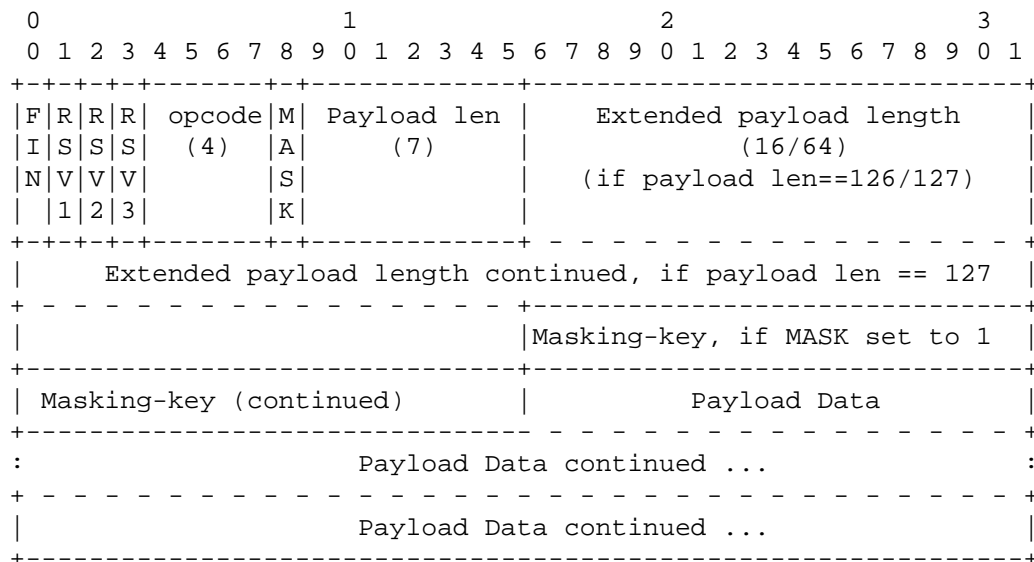 0                   1                   2                   3
 0 1 2 3 4 5 6 7 8 9 0 1 2 3 4 5 6 7 8 9 0 1 2 3 4 5 6 7 8 9 0 1
+-+-+-+-+-------+-+-------------+-------------------------------+
|F|R|R|R| opcode|M| Payload len |    Extended payload length    |
|I|S|S|S|  (4)  |A|     (7)     |             (16/64)           |
|N|V|V|V|       |S|             |   (if payload len==126/127)   |
| |1|2|3|       |K|             |                               |
+-+-+-+-+-------+-+-------------+ - - - - - - - - - - - - - - - +
|     Extended payload length continued, if payload len == 127  |
+ - - - - - - - - - - - - - - - +-------------------------------+
|                               |Masking-key, if MASK set to 1  |
+-------------------------------+-------------------------------+
| Masking-key (continued)       |          Payload Data         |
+-------------------------------- - - - - - - - - - - - - - - - +
:                     Payload Data continued ...                :
+ - - - - - - - - - - - - - - - - - - - - - - - - - - - - - - - +
|                     Payload Data continued ...                |
+---------------------------------------------------------------+